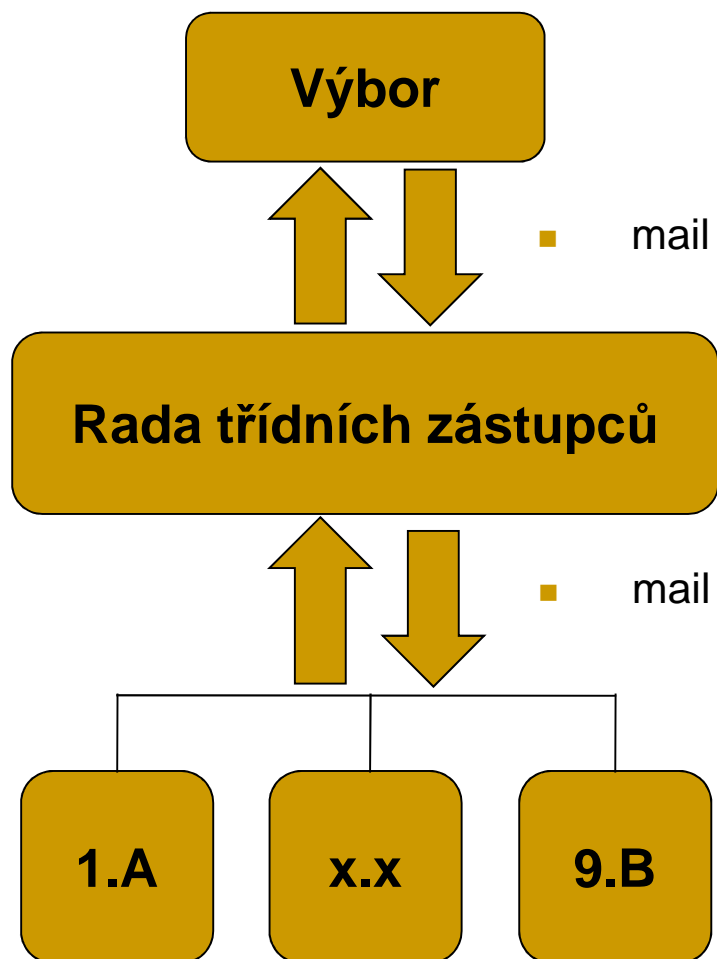 Výbor
mail
Rada třídních zástupců
mail
1.A
x.x
9.B